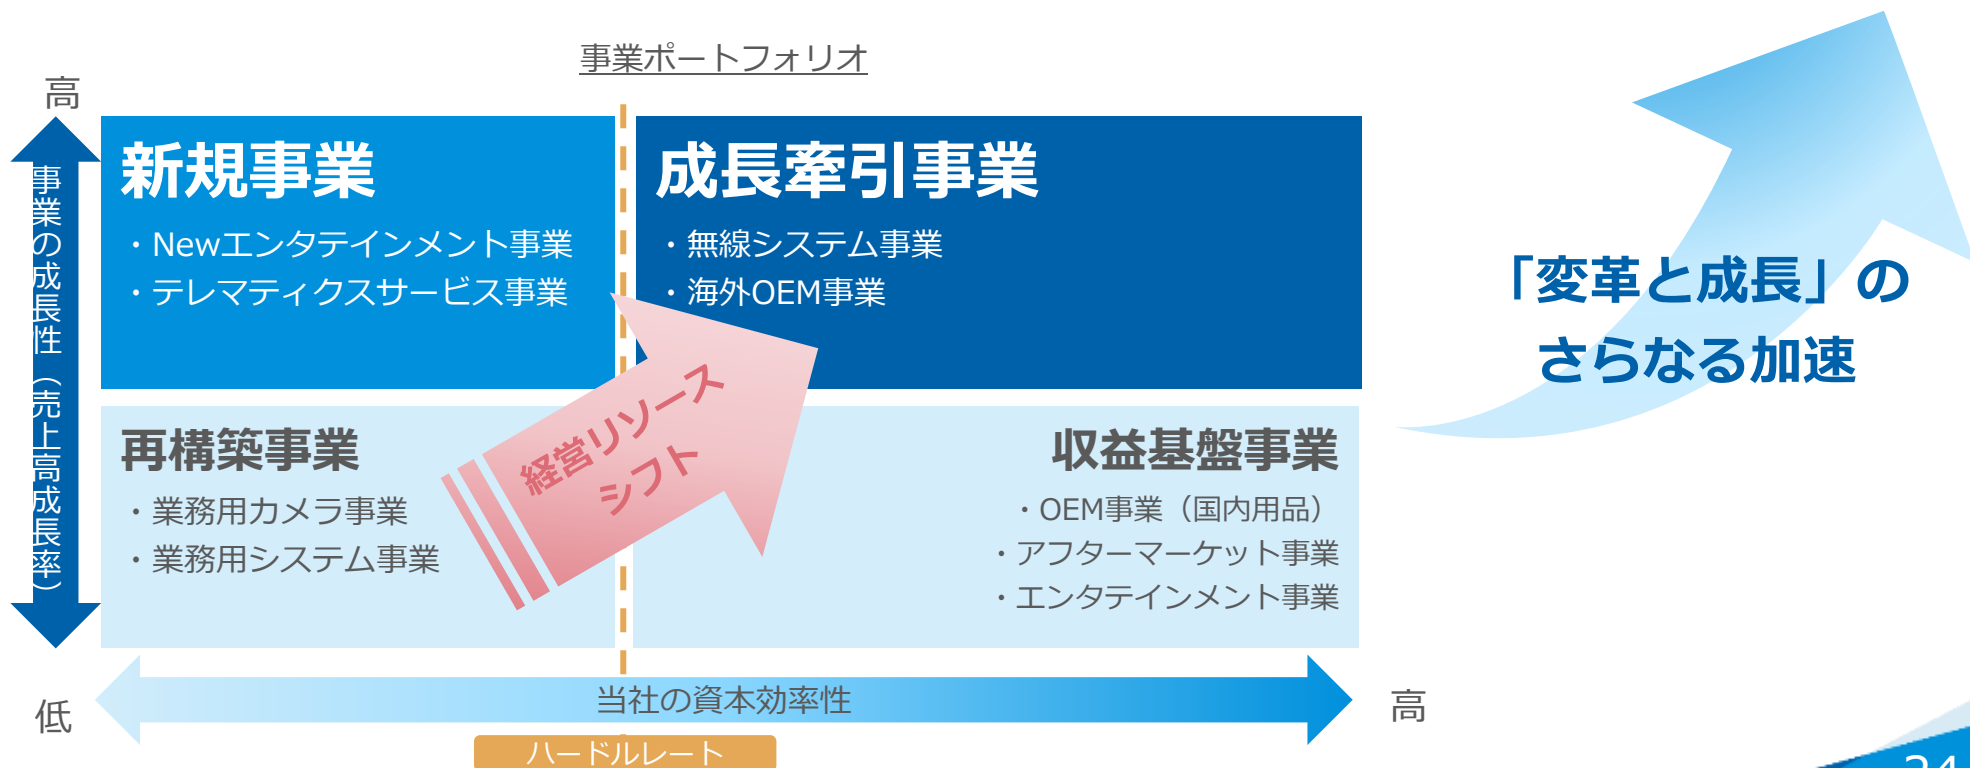 事業ポートフォリオ
高
事業の成長性（売上高成長率）
新規事業
・Newエンタテインメント事業
・テレマティクスサービス事業
成長牽引事業
・無線システム事業
・海外OEM事業
経営リソース
シフト
再構築事業
・業務用カメラ事業
・業務用システム事業
収益基盤事業
・OEM事業（国内用品）
・アフターマーケット事業
・エンタテインメント事業
「変革と成長」の
さらなる加速
低
当社の資本効率性
高
ハードルレート
24